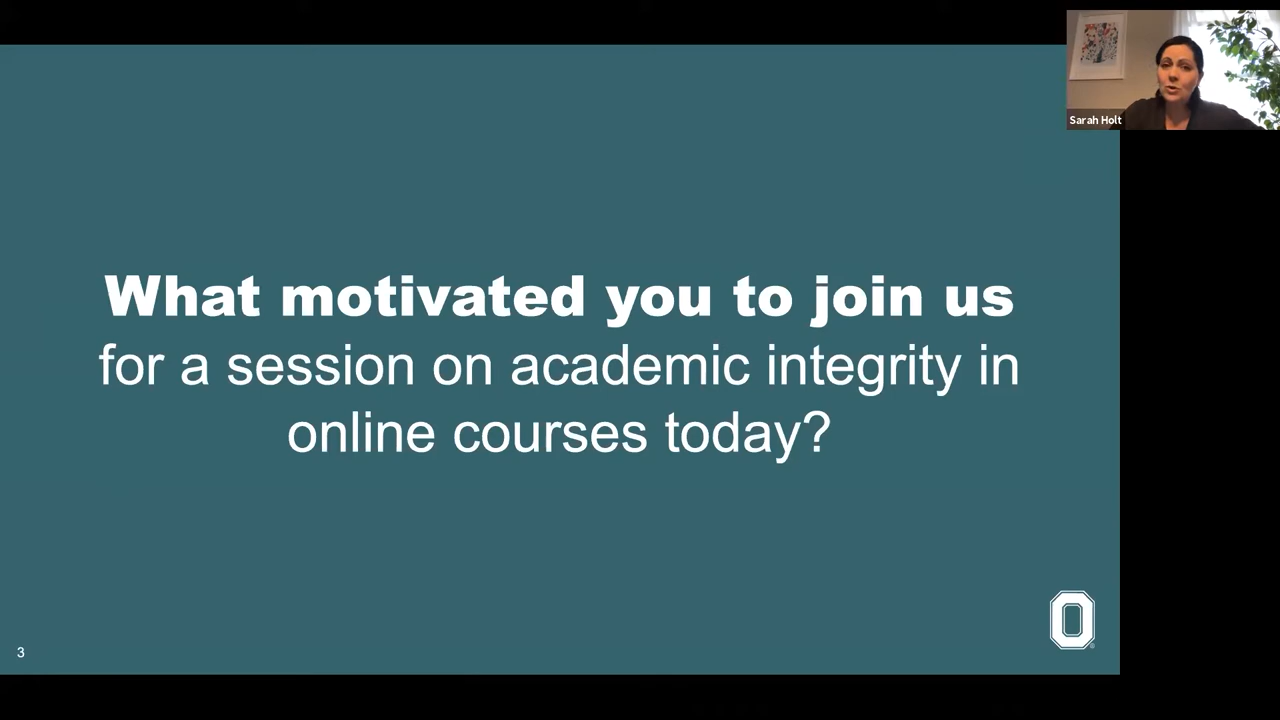 Sarah Holt
What motivated you to join us
for a session on academic integrity in
online courses today?
3
O